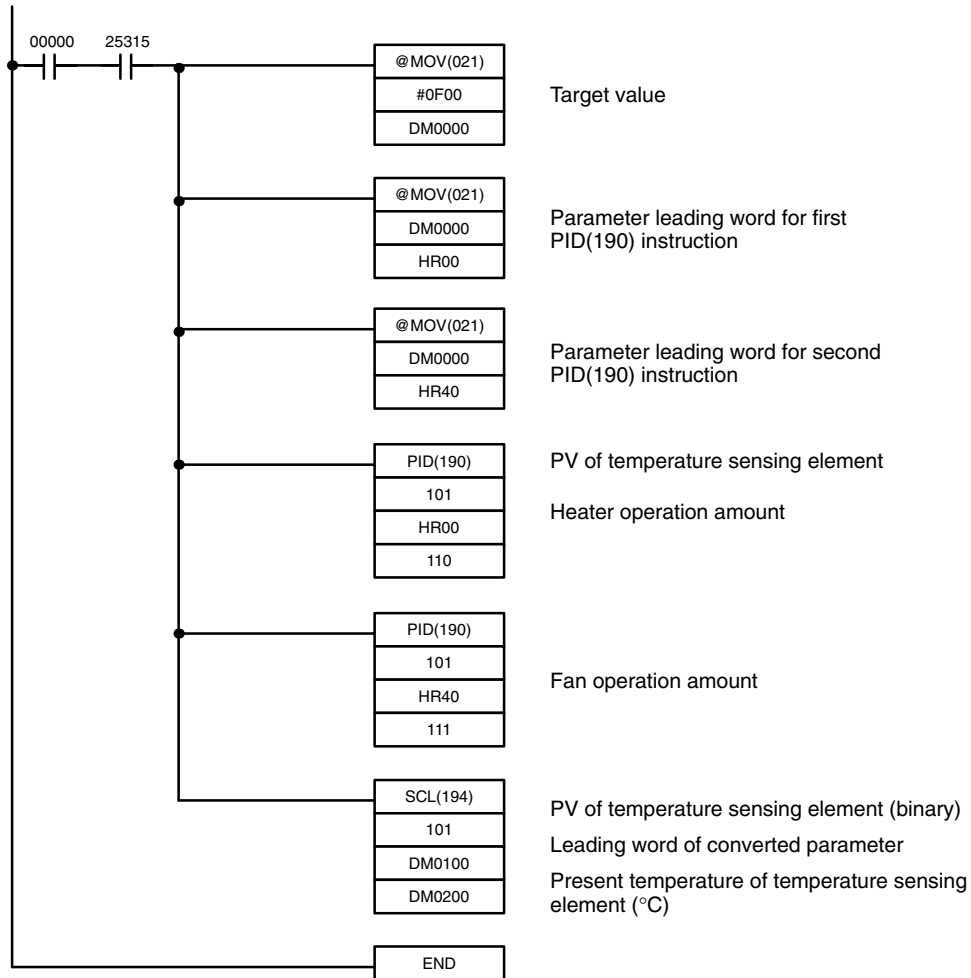 00000 25315
@MOV(021)
#0F00
DM0000
Target value
@MOV(021)
DM0000
HR00
Parameter leading word for first
PID(190) instruction
@MOV(021)
DM0000
HR40
Parameter leading word for second
PID(190) instruction
PID(190)
101
HR00
110
PV of temperature sensing element
Heater operation amount
PID(190)
101
HR40
111
Fan operation amount
SCL(194)
101
DM0100
DM0200
PV of temperature sensing element (binary)
Leading word of converted parameter
Present temperature of temperature sensing
element (°C)
END